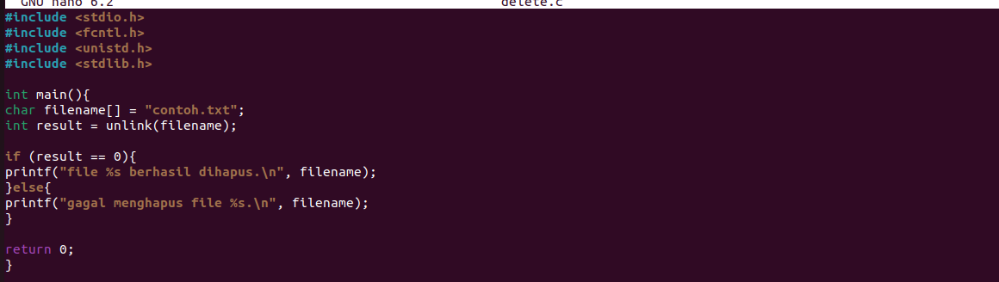 GNU nano 6.2 delete.c
#include <stdio.h>
#include <fcntl.h>
#include <unistd.h>
#include <stdlib.h>
int main(){
char filename[] = "contoh.txt";
int result = unlink(filename);
if (result == 0){
printf("file %s berhasil dihapus.\n", filename);
}else{
printf("gagal menghapus file %s.\n", filename);
}
return 0;
}